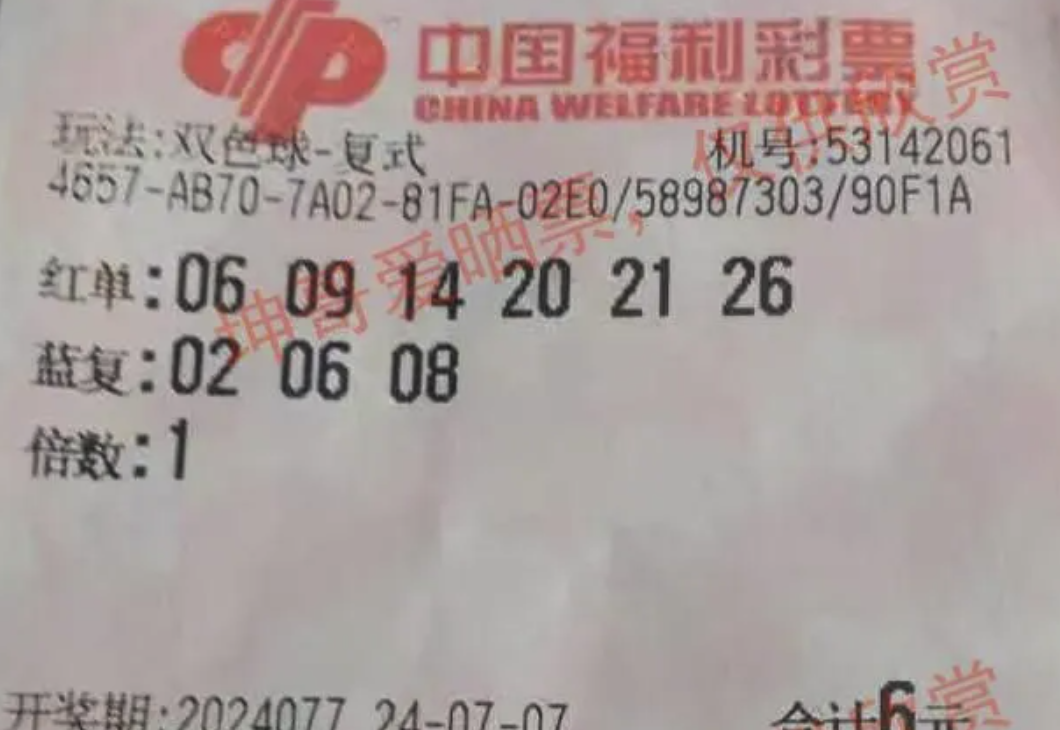 中国福利彩票
CHINA WELFARE LOTTERY
玩法:双色球-复式 机号:53142061
4657-AB70-7A02-81FA-02E0/58987303/90F1A
红单:06 09 14 20 21 26
蓝复:02 06 08
倍数:1
开奖期:2024077 24-07-07 合计6元
坤哥爱晒票,仅供欣赏
赏